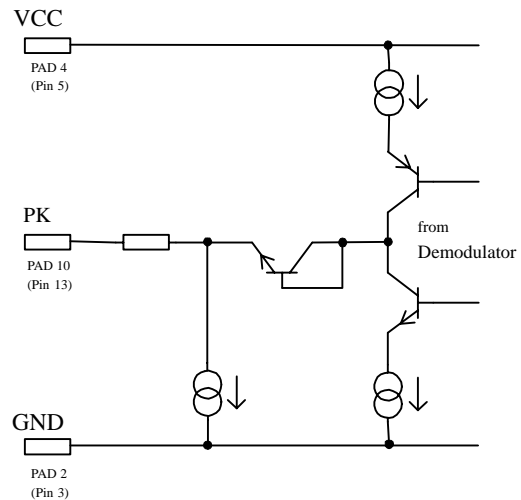 VCC
PAD 4
(Pin 5)
PK
PAD 10
(Pin 13)
from
Demodulator
GND
PAD 2
(Pin 3)